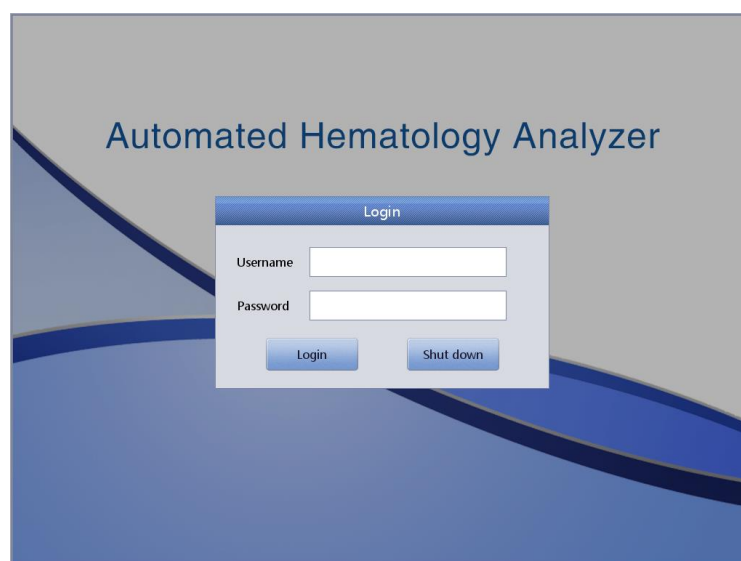 Automated Hematology Analyzer
Login
Username
Password
Login Shut down